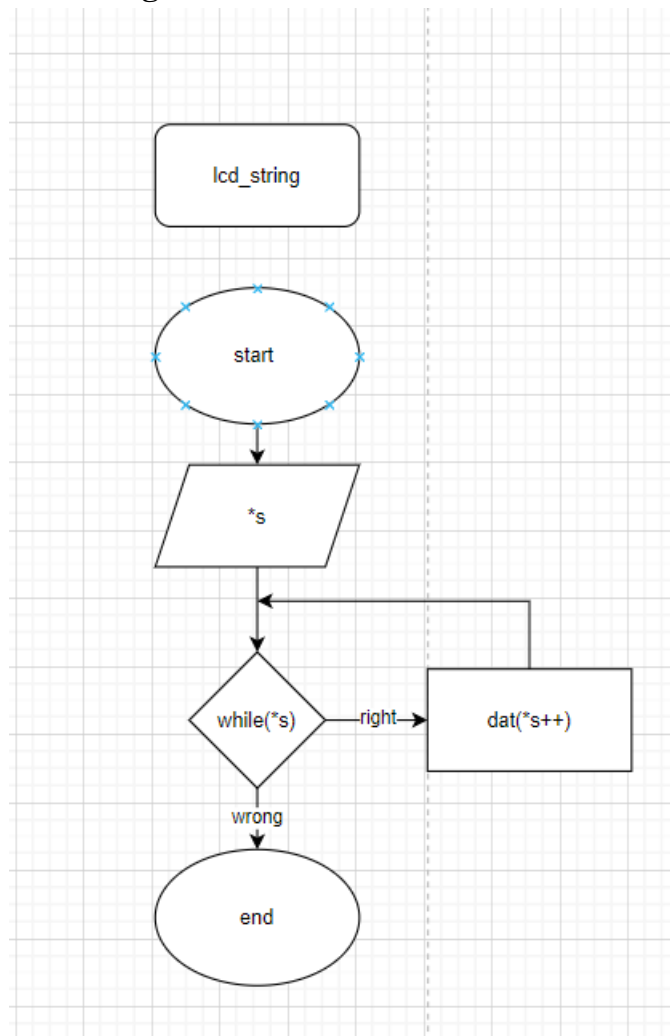 g
lcd_string
start
*s
while(*s)
right
dat(*s++)
wrong
end